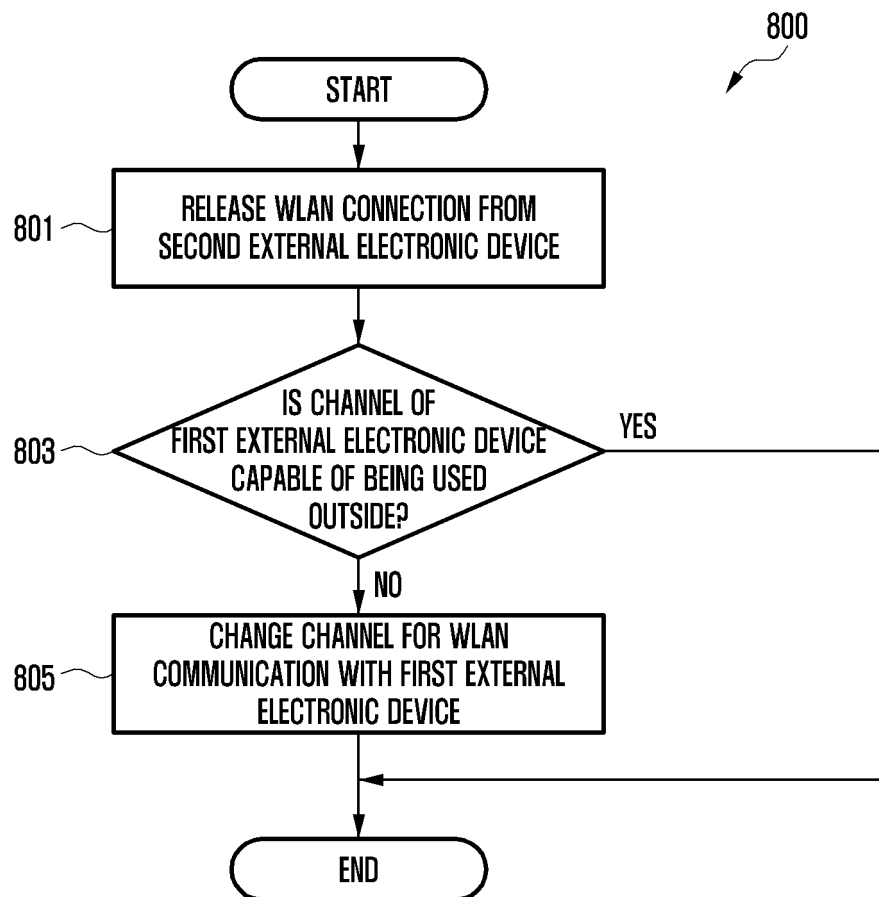 800
START
801
RELEASE WLAN CONNECTION FROM
SECOND EXTERNAL ELECTRONIC DEVICE
803
IS CHANNEL OF
FIRST EXTERNAL ELECTRONIC DEVICE
CAPABLE OF BEING USED
OUTSIDE?
YES
NO
805
CHANGE CHANNEL FOR WLAN
COMMUNICATION WITH FIRST EXTERNAL
ELECTRONIC DEVICE
END